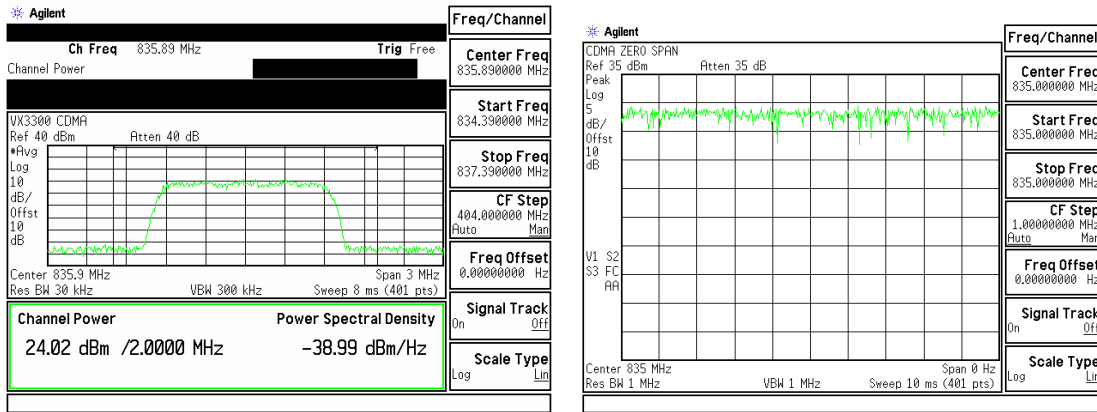 Agilent
Freq/Channel
Ch Freq 835.89 MHz Trig Free
Channel Power
Center Freq
835.890000 MHz
Start Freq
834.390000 MHz
Stop Freq
837.390000 MHz
CF Step
404.000000 MHz
Auto Man
Freq Offset
0.00000000 Hz
Signal Track
On Off
Scale Type
Log Lin
VX3300 CDMA
Ref 40 dBm Atten 40 dB
*Avg
Log
10
dB/
Offst
10
dB
Center 835.9 MHz Span 3 MHz
Res BW 30 kHz VBW 300 kHz Sweep 8 ms (401 pts)
Channel Power Power Spectral Density
24.02 dBm /2.0000 MHz -38.99 dBm/Hz
Agilent
Freq/Channel
CDMA ZERO SPAN
Ref 35 dBm Atten 35 dB
Peak
Log
5
dB/
Offst
10
dB
V1 S2
S3 FC
AA
Center 835 MHz Span 0 Hz
Res BW 1 MHz VBW 1 MHz Sweep 10 ms (401 pts)
Center Freq
835.000000 MHz
Start Freq
835.000000 MHz
Stop Freq
835.000000 MHz
CF Step
1.00000000 MHz
Auto Man
Freq Offset
0.00000000 Hz
Signal Track
On Off
Scale Type
Log Lin